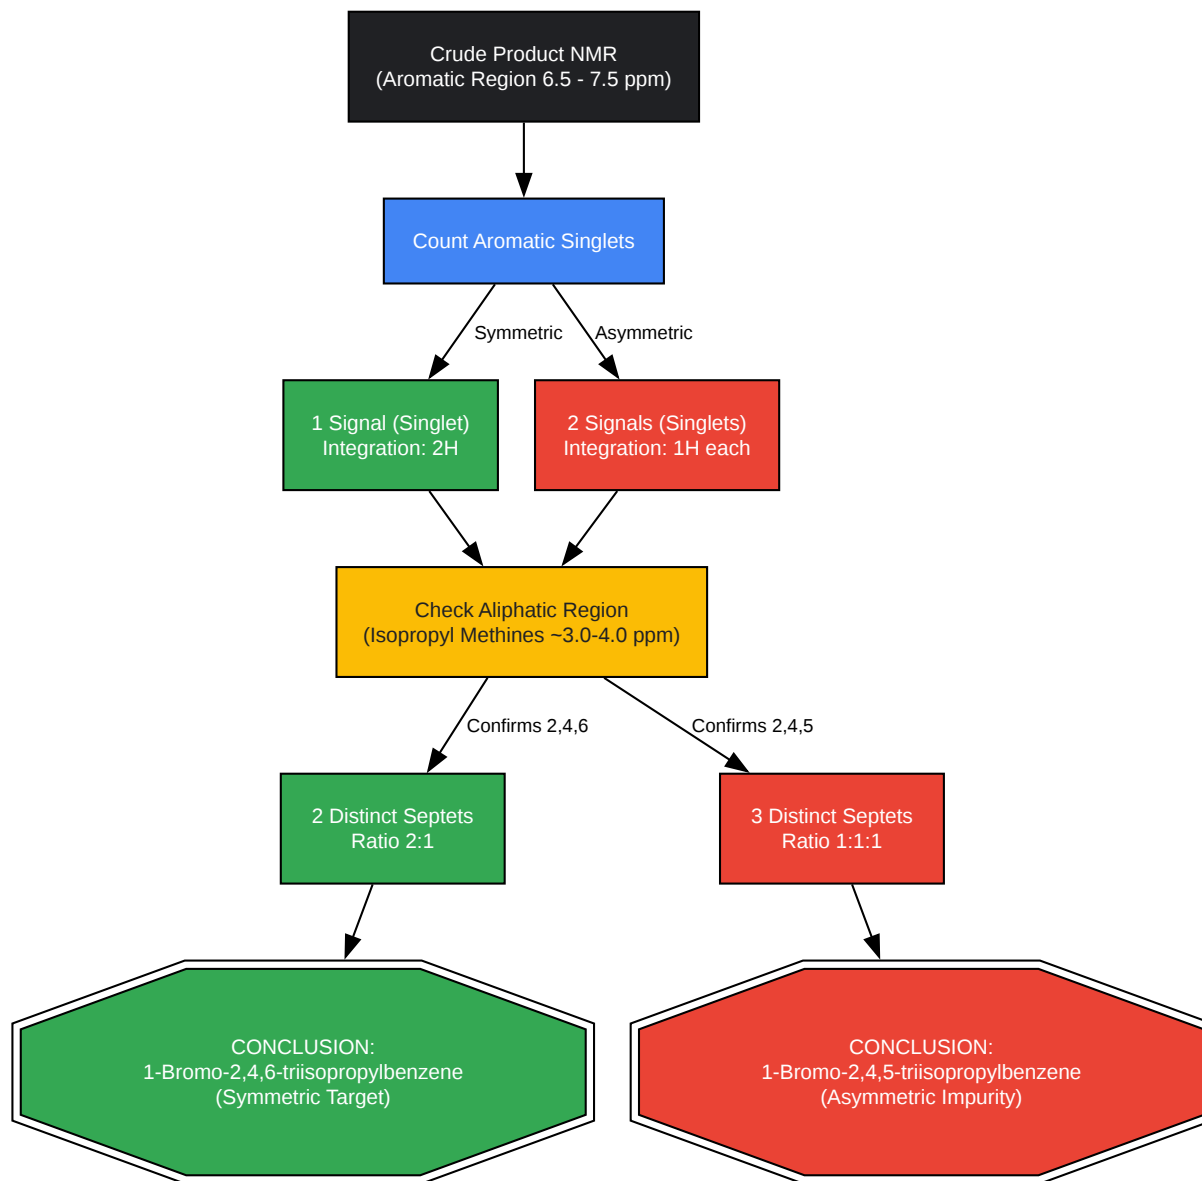 Crude Product NMR
(Aromatic Region 6.5 - 7.5 ppm)
Count Aromatic Singlets
Symmetric
Asymmetric
1 Signal (Singlet)
Integration: 2H
2 Signals (Singlets)
Integration: 1H each
Check Aliphatic Region
(Isopropyl Methines ~3.0-4.0 ppm)
Confirms 2,4,6
Confirms 2,4,5
2 Distinct Septets
Ratio 2:1
3 Distinct Septets
Ratio 1:1:1
CONCLUSION:
1-Bromo-2,4,6-triisopropylbenzene
(Symmetric Target)
CONCLUSION:
1-Bromo-2,4,5-triisopropylbenzene
(Asymmetric Impurity)